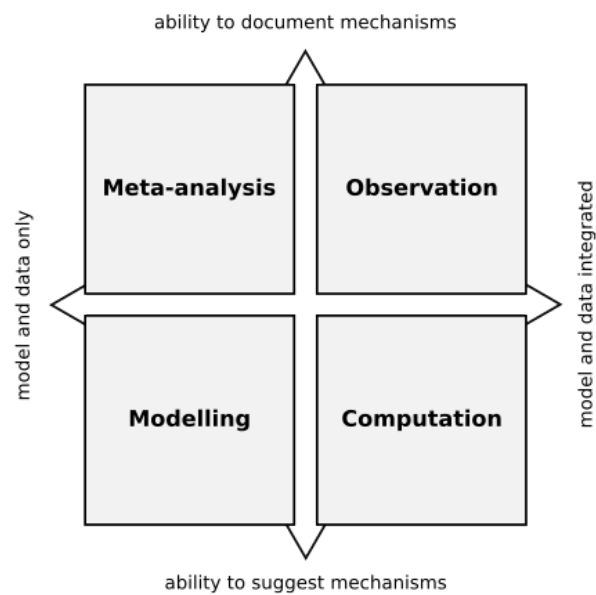 ability to document mechanisms
Meta-analysis
Observation
model and data only
model and data integrated
Modelling
Computation
ability to suggest mechanisms